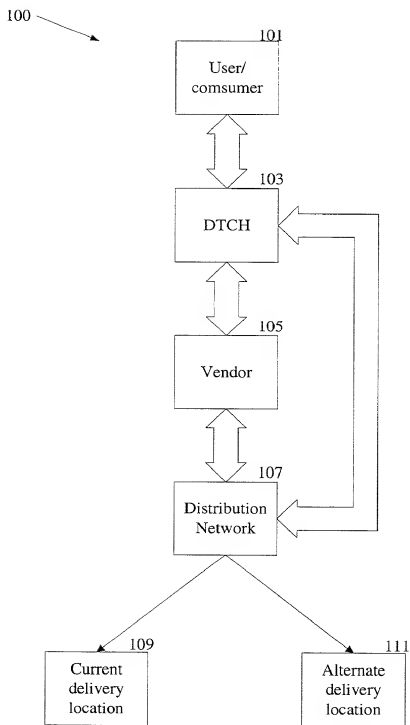 100
101
User/
comsumer
103
DTCH
105
Vendor
107
Distribution
Network
109
Current
delivery
location
111
Alternate
delivery
location